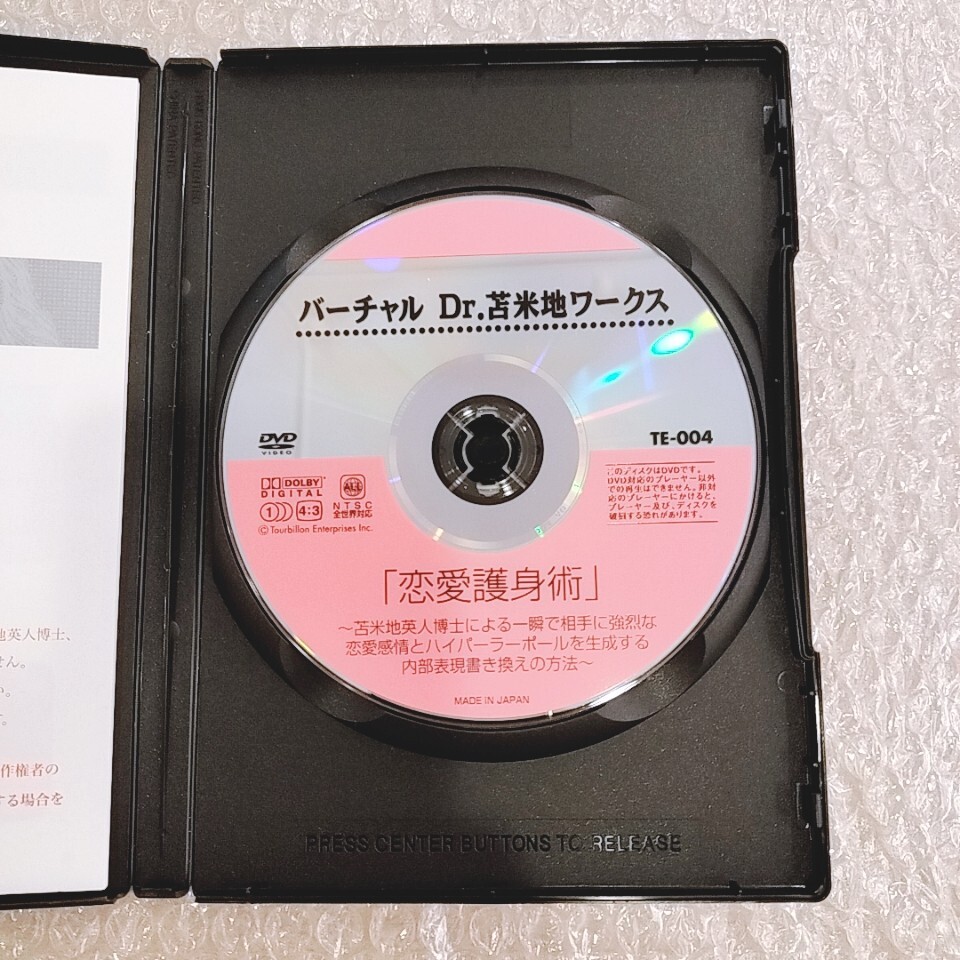 バーチャル Dr.苫米地ワークス
DVD
VIDEO
TE-004
DOLBY
DIGITAL
ALL
NTSC
全世界対応
1
4:3
© Tourbillon Enterprises Inc.
このディスクはDVDです。
DVD対応のプレーヤー以外
での再生はできません。非対
応のプレーヤーにかけると、
プレーヤー及び、ディスクを
破損する恐れがあります。
「恋愛護身術」
～苫米地英人博士による一瞬で相手に強烈な
恋愛感情とハイパーラポールを生成する
内部表現書き換えの方法～
MADE IN JAPAN
PRESS CENTER BUTTONS TO RELEASE
地英人博士、
せん。
い。
す。
作権者の
する場合を